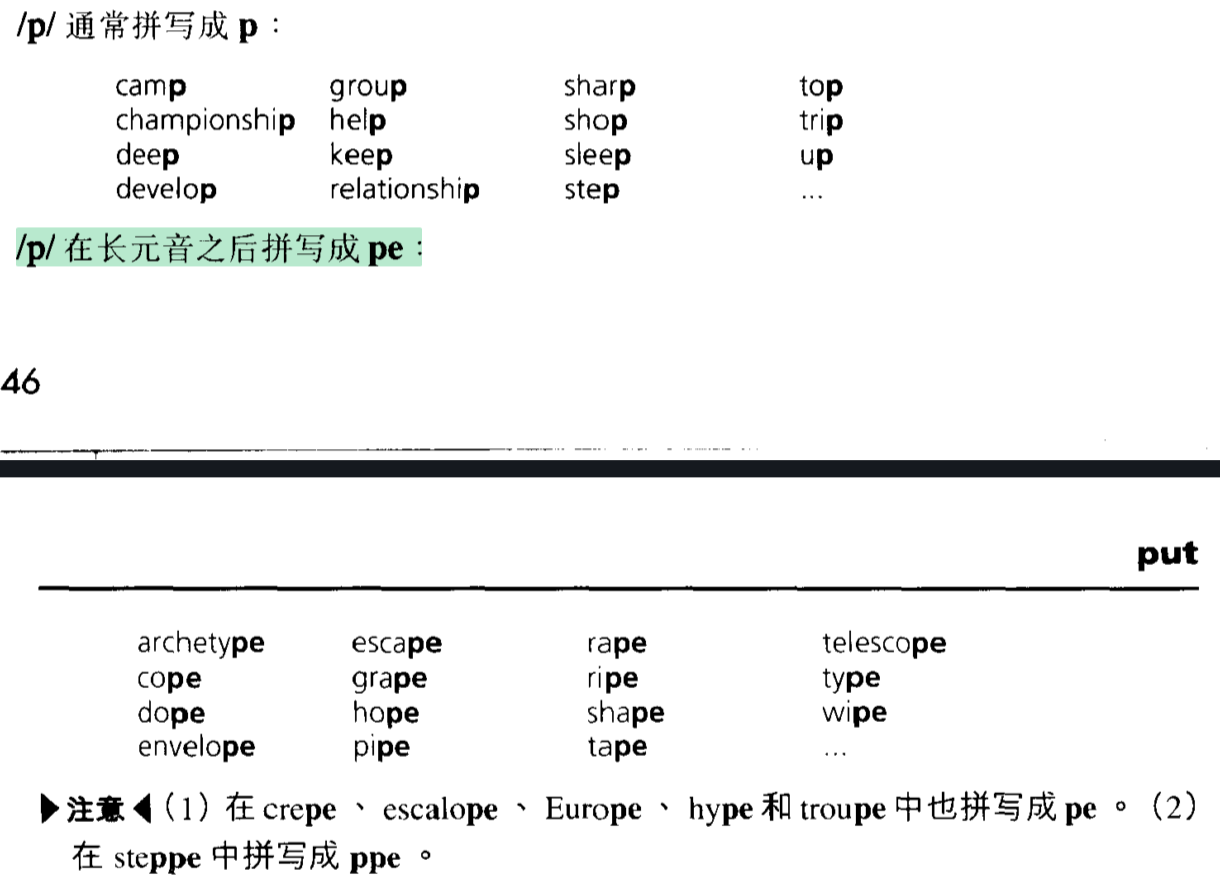 /p/ 通常拼写成 p：
camp group sharp top
championship help shop trip
deep keep sleep up
develop relationship step ...
/p/ 在长元音之后拼写成 pe：
46
put
archetype escape rape telescope
cope grape ripe type
dope hope shape wipe
envelope pipe tape ...
▶注意◀（1）在 crepe 、 escalope 、 Europe 、 hype 和 troupe 中也拼写成 pe 。（2）
在 steppe 中拼写成 ppe 。